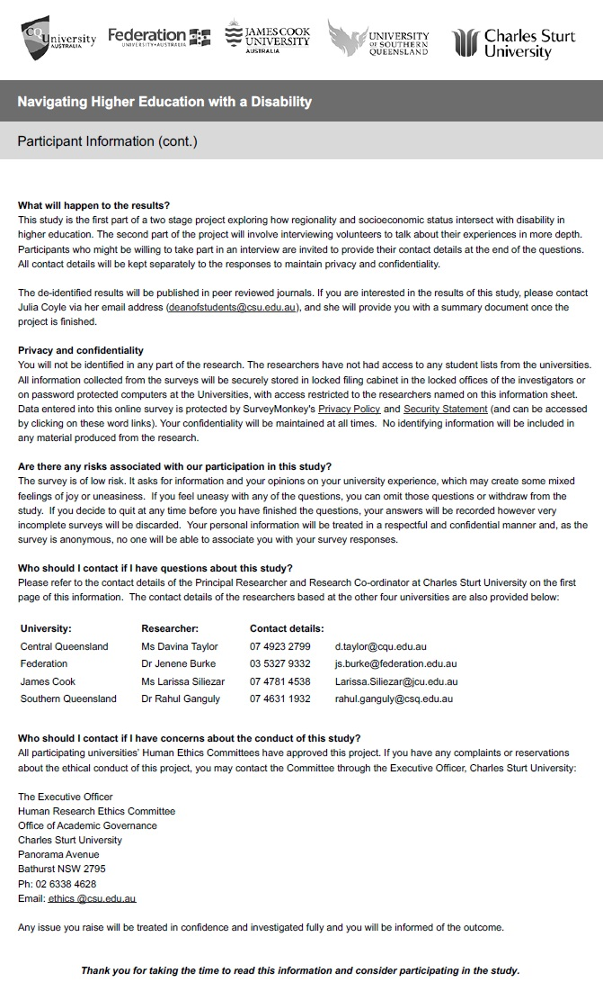 CQ
University
AUSTRALIA
Federation
UNIVERSITY • AUSTRALIA
JAMES COOK
UNIVERSITY
AUSTRALIA
UNIVERSITY
OF SOUTHERN
QUEENSLAND
Charles Sturt
University
Navigating Higher Education with a Disability
Participant Information (cont.)
What will happen to the results?
This study is the first part of a two stage project exploring how regionality and socioeconomic status intersect with disability in
higher education. The second part of the project will involve interviewing volunteers to talk about their experiences in more depth.
Participants who might be willing to take part in an interview are invited to provide their contact details at the end of the questions.
All contact details will be kept separately to the responses to maintain privacy and confidentiality.
The de-identified results will be published in peer reviewed journals. If you are interested in the results of this study, please contact
Julia Coyle via her email address (deanofstudents@csu.edu.au), and she will provide you with a summary document once the
project is finished.
Privacy and confidentiality
You will not be identified in any part of the research. The researchers have not had access to any student lists from the universities.
All information collected from the surveys will be securely stored in locked filing cabinet in the locked offices of the investigators or
on password protected computers at the Universities, with access restricted to the researchers named on this information sheet.
Data entered into this online survey is protected by SurveyMonkey's Privacy Policy and Security Statement (and can be accessed
by clicking on these word links). Your confidentiality will be maintained at all times.  No identifying information will be included in
any material produced from the research.
Are there any risks associated with our participation in this study?
The survey is of low risk. It asks for information and your opinions on your university experience, which may create some mixed
feelings of joy or uneasiness.  If you feel uneasy with any of the questions, you can omit those questions or withdraw from the
study.  If you decide to quit at any time before you have finished the questions, your answers will be recorded however very
incomplete surveys will be discarded.  Your personal information will be treated in a respectful and confidential manner and, as the
survey is anonymous, no one will be able to associate you with your survey responses.
Who should I contact if I have questions about this study?
Please refer to the contact details of the Principal Researcher and Research Co-ordinator at Charles Sturt University on the first
page of this information.  The contact details of the researchers based at the other four universities are also provided below:
University: Researcher: Contact details:
Central Queensland Ms Davina Taylor 07 4923 2799 d.taylor@cqu.edu.au
Federation Dr Jenene Burke 03 5327 9332 js.burke@federation.edu.au
James Cook Ms Larissa Siliezar 07 4781 4538 Larissa.Siliezar@jcu.edu.au
Southern Queensland Dr Rahul Ganguly 07 4631 1932 rahul.ganguly@csq.edu.au
Who should I contact if I have concerns about the conduct of this study?
All participating universities' Human Ethics Committees have approved this project. If you have any complaints or reservations
about the ethical conduct of this project, you may contact the Committee through the Executive Officer, Charles Sturt University:
The Executive Officer
Human Research Ethics Committee
Office of Academic Governance
Charles Sturt University
Panorama Avenue
Bathurst NSW 2795
Ph: 02 6338 4628
Email: ethics @csu.edu.au
Any issue you raise will be treated in confidence and investigated fully and you will be informed of the outcome.
Thank you for taking the time to read this information and consider participating in the study.